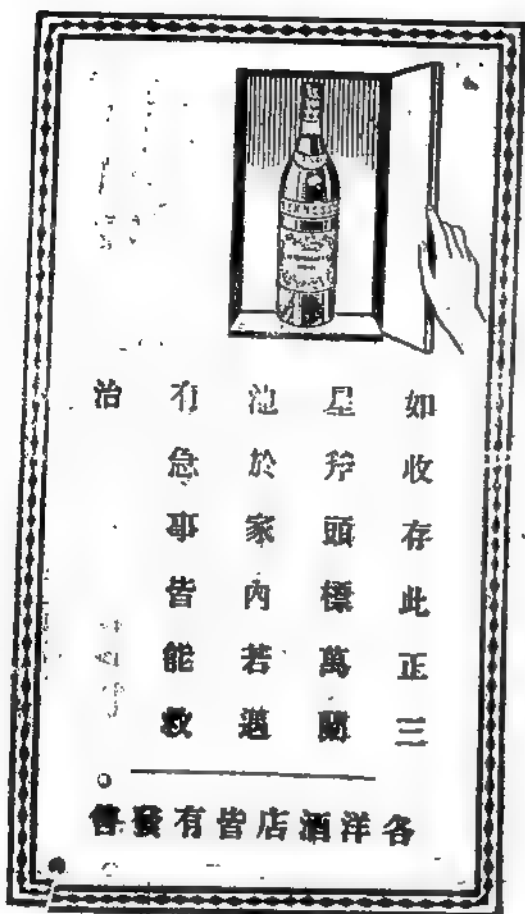 如收存此正三
星斧頭標萬蘭
池於家內若遇
有急事皆能救
治
各洋酒店皆有發售